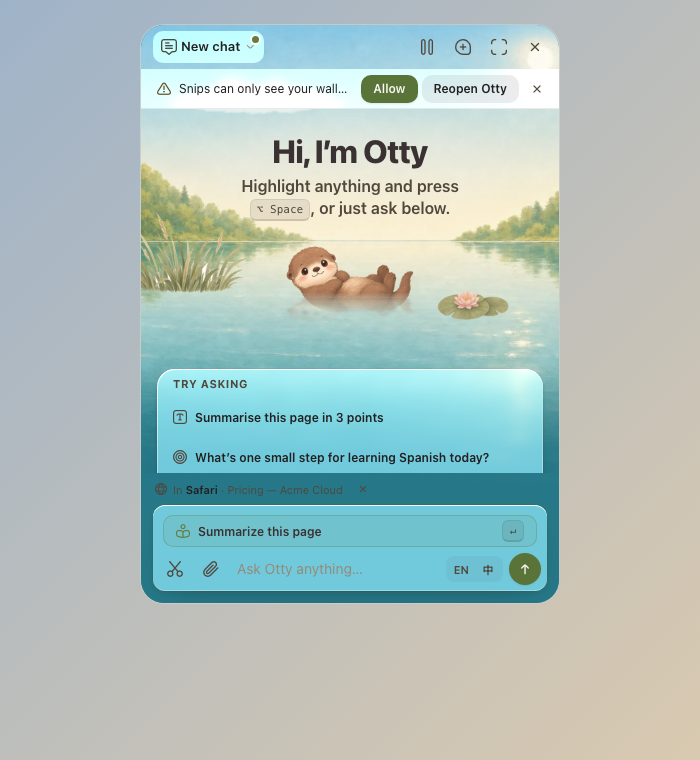 New chat
Snips can only see your wall...
Allow
Reopen Otty
Hi, I’m Otty
Highlight anything and press
⌥ Space, or just ask below.
TRY ASKING
Summarise this page in 3 points
What’s one small step for learning Spanish today?
In Safari · Pricing — Acme Cloud
Summarize this page
Ask Otty anything...
EN 中